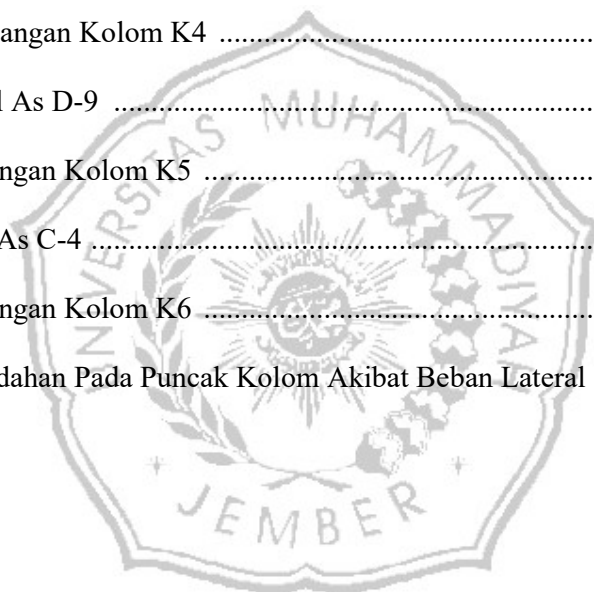 angan Kolom K4 ..................................................
l As D-9 ................................................................
ngan Kolom K5 ....................................................
As C-4 ...................................................................
ngan Kolom K6 ....................................................
dahan Pada Puncak Kolom Akibat Beban Lateral
UNIVERSITAS MUHAMMADIYAH
JEMBER